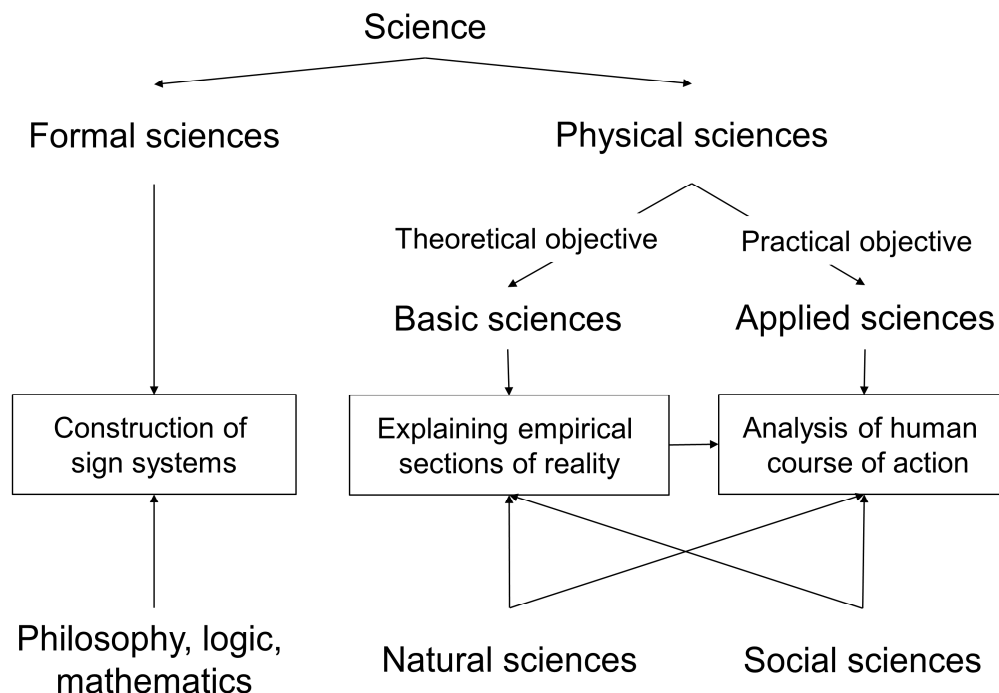 Science
Formal sciences
Physical sciences
Theoretical objective
Practical objective
Basic sciences
Applied sciences
Construction of
sign systems
Explaining empirical
sections of reality
Analysis of human
course of action
Philosophy, logic,
mathematics
Natural sciences
Social sciences